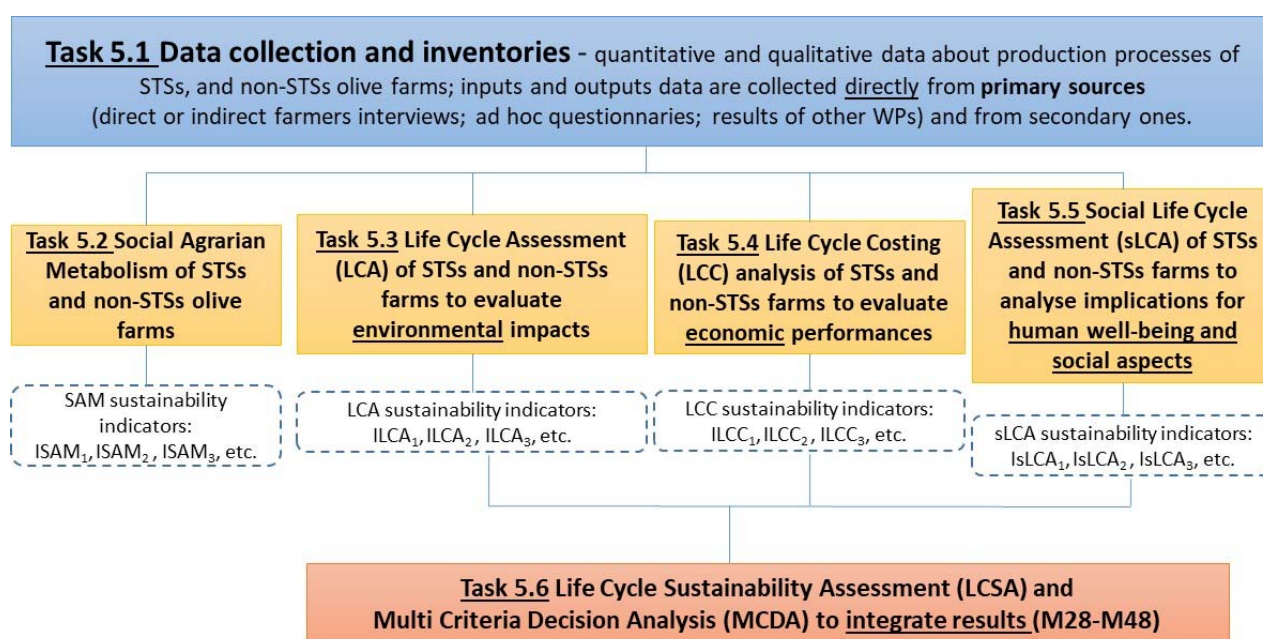 Task 5.1 Data collection and inventories - quantitative and qualitative data about production processes of
STSs, and non-STSs olive farms; inputs and outputs data are collected directly from primary sources
(direct or indirect farmers interviews; ad hoc questionnaries; results of other WPs) and from secondary ones.
Task 5.2 Social Agrarian
Metabolism of STSs
and non-STSs olive
farms
Task 5.3 Life Cycle Assessment
(LCA) of STSs and non-STSs
farms to evaluate
environmental impacts
Task 5.4 Life Cycle Costing
(LCC) analysis of STSs and
non-STSs farms to evaluate
economic performances
Task 5.5 Social Life Cycle
Assessment (sLCA) of STSs
and non-STSs farms to
analyse implications for
human well-being and
social aspects
SAM sustainability
indicators:
ISAM₁, ISAM₂ , ISAM₃, etc.
LCA sustainability indicators:
ILCA₁, ILCA₂ , ILCA₃, etc.
LCC sustainability indicators:
ILCC₁, ILCC₂ , ILCC₃, etc.
sLCA sustainability indicators:
IsLCA₁, IsLCA₂ , IsLCA₃, etc.
Task 5.6 Life Cycle Sustainability Assessment (LCSA) and
Multi Criteria Decision Analysis (MCDA) to integrate results (M28-M48)